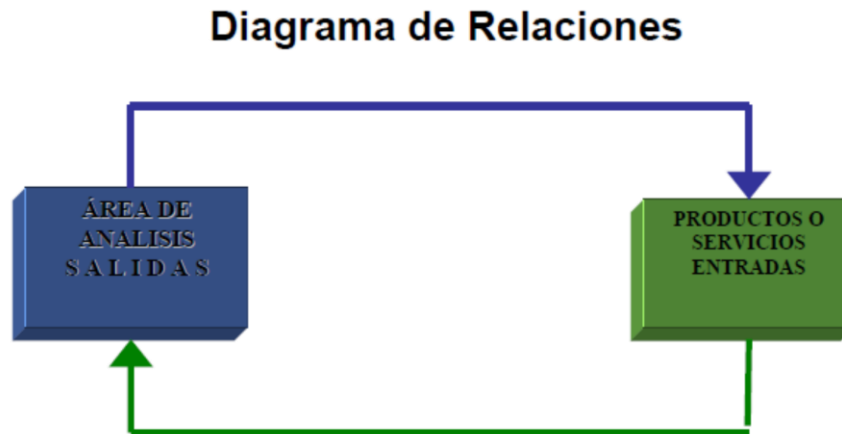 Diagrama de Relaciones
ÁREA DE
ANALISIS
S A L I D A S
PRODUCTOS O
SERVICIOS
ENTRADAS